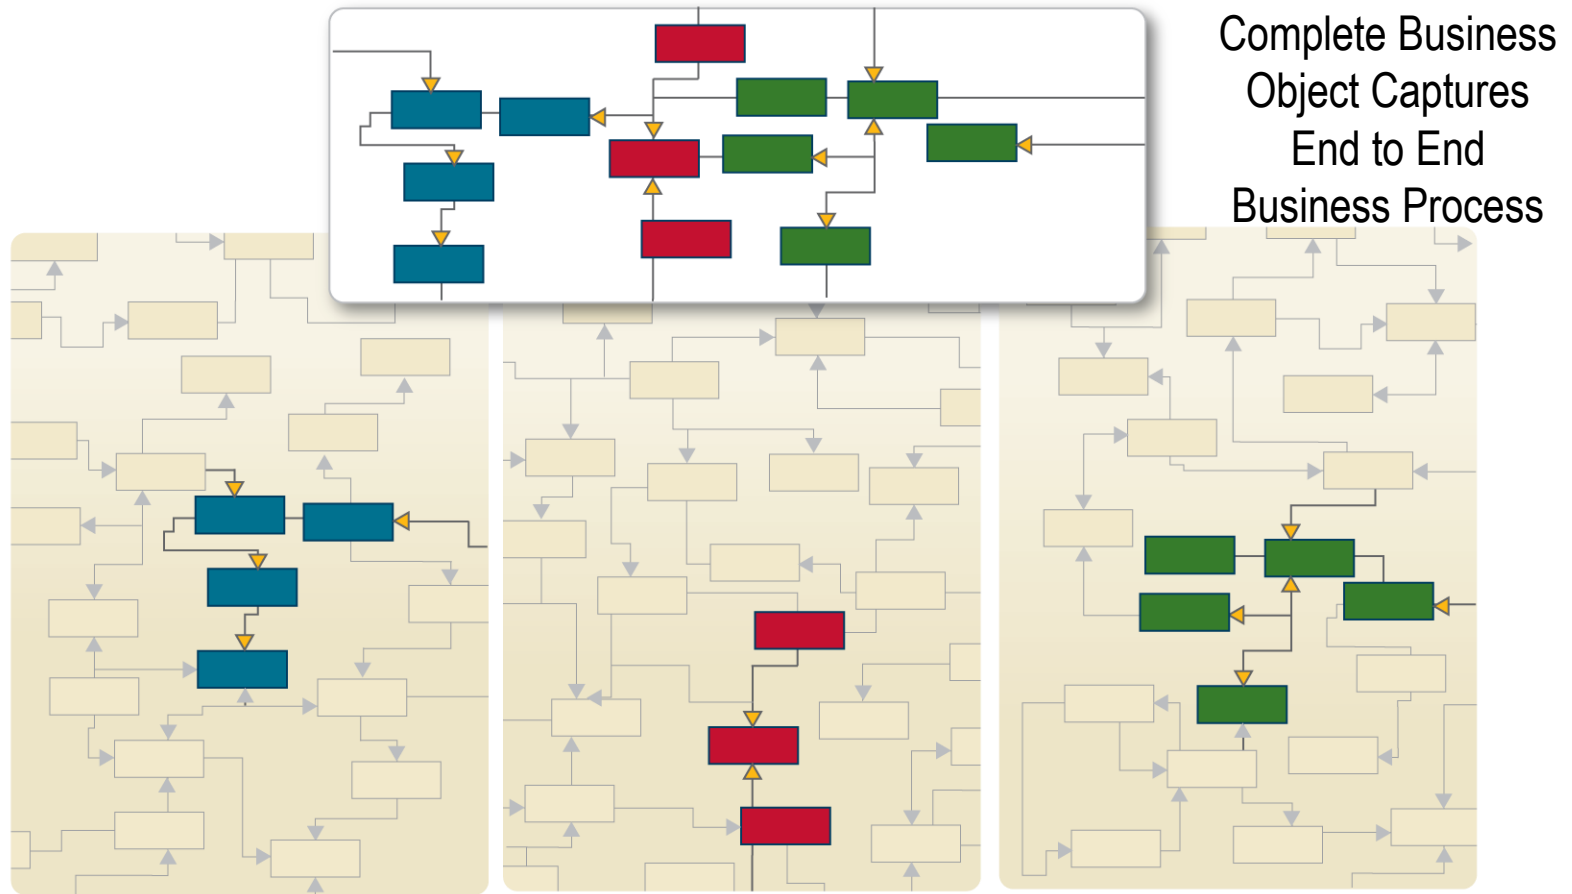 Complete Business
Object Captures
End to End
Business Process